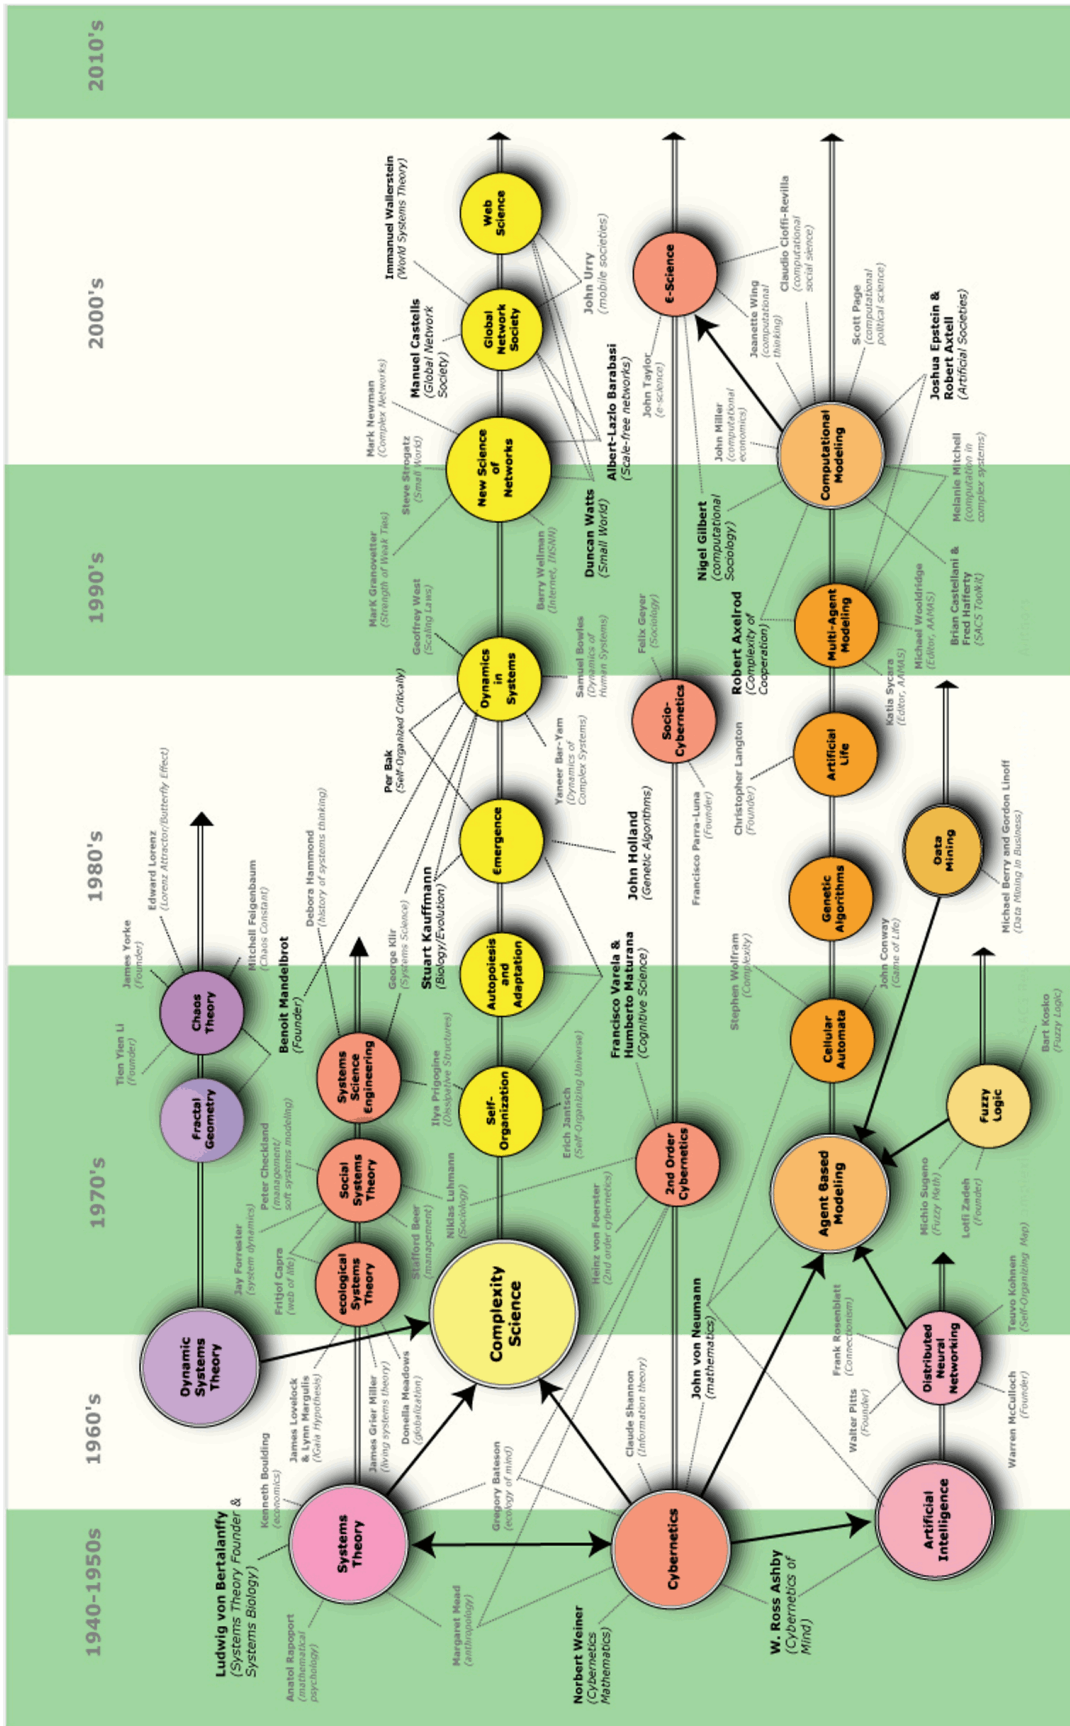 1940-1950s
1960's
1970's
1980's
1990's
2000's
2010's
Dynamic
Systems
Theory
Fractal
Geometry
Chaos
Theory
Tien Yien Li
(Founder)
James Yorke
(Founder)
Edward Lorenz
(Lorenz Attractor/Butterfly Effect)
Mitchell Feigenbaum
(Chaos Constant)
Benoit Mandelbrot
(Founder)
Ludwig von Bertalanffy
(Systems Theory Founder &
Systems Biology)
Kenneth Boulding
(economics)
Anatol Rapoport
(mathematical
psychology)
Systems
Theory
James Lovelock
& Lynn Margulis
(Gaia Hypothesis)
James Grier Miller
(living systems theory)
Donella Meadows
(globalization)
Jay Forrester
(system dynamics)
Fritjof Capra
(web of life)
Peter Checkland
(management/
soft systems modeling)
ecological
Systems
Theory
Social
Systems
Theory
Systems
Science
Engineering
Debora Hammond
(history of systems thinking)
George Klir
(Systems Science)
Stafford Beer
(management)
Niklas Luhmann
(Sociology)
Margaret Mead
(anthropology)
Gregory Bateson
(ecology of mind)
Complexity
Science
Self-
Organization
Autopoiesis
and
Adaptation
Emergence
Dynamics
in
Systems
New Science
of
Networks
Global
Network
Society
Web
Science
Ilya Prigogine
(Dissipative Structures)
Erich Jantsch
(Self-Organizing Universe)
Stuart Kauffmann
(Biology/Evolution)
Per Bak
(Self-Organized Critically)
Geoffrey West
(Scaling Laws)
Yaneer Bar-Yam
(Dynamics of
Complex Systems)
Samuel Bowles
(Dynamics of
Human Systems)
Mark Granovetter
(Strength of Weak Ties)
Steve Strogatz
(Small World)
Mark Newman
(Complex Networks)
Manuel Castells
(Global Network
Society)
Immanuel Wallerstein
(World Systems Theory)
Barry Wellman
(Internet, INSNN)
Duncan Watts
(Small World)
Albert-Lazlo Barabasi
(Scale-free networks)
John Urry
(mobile societies)
John Holland
(Genetic Algorithms)
Francisco Varela &
Humberto Maturana
(Cognitive Science)
Heinz von Foerster
(2nd order cybernetics)
Norbert Weiner
(Cybernetics
Mathematics)
Claude Shannon
(Information theory)
Cybernetics
2nd Order
Cybernetics
Socio-
Cybernetics
E-Science
Francisco Parra-Luna
(Founder)
Felix Geyer
(Sociology)
John Taylor
(e-science)
John von Neumann
(mathematics)
W. Ross Ashby
(Cybernetics of
Mind)
Nigel Gilbert
(computational
Sociology)
Robert Axelrod
(Complexity of
Cooperation)
John Miller
(computational
economics)
Jeanette Wing
(computational
thinking)
Claudio Cioffi-Revilla
(computational
social sience)
Scott Page
(computational
political science)
Stephen Wolfram
(Complexity)
Christopher Langton
(Founder)
Agent Based
Modeling
Cellular
Automata
Genetic
Algorithms
Artificial
Life
Multi-Agent
Modeling
Computational
Modeling
John Conway
(Game of Life)
Katia Sycara
(Editor, AAMAS)
Michael Wooldridge
(Editor, AAMAS)
Brian Castellani &
Fred Hafferty
(SACS Toolkit)
Melanie Mitchell
(computation in
complex systems)
Joshua Epstein &
Robert Axtell
(Artificial Societies)
Artificial
Intelligence
Walter Pitts
(Founder)
Frank Rosenblatt
(Connectionism)
Distributed
Neural
Networking
Warren McCulloch
(Founder)
Teuvo Kohnen
(Self-Organizing Map)
Michio Sugeno
(Fuzzy Math)
Lotfi Zadeh
(Founder)
Fuzzy
Logic
Bart Kosko
(Fuzzy Logic)
Data
Mining
Michael Berry and Gordon Linoff
(Data Mining in Business)